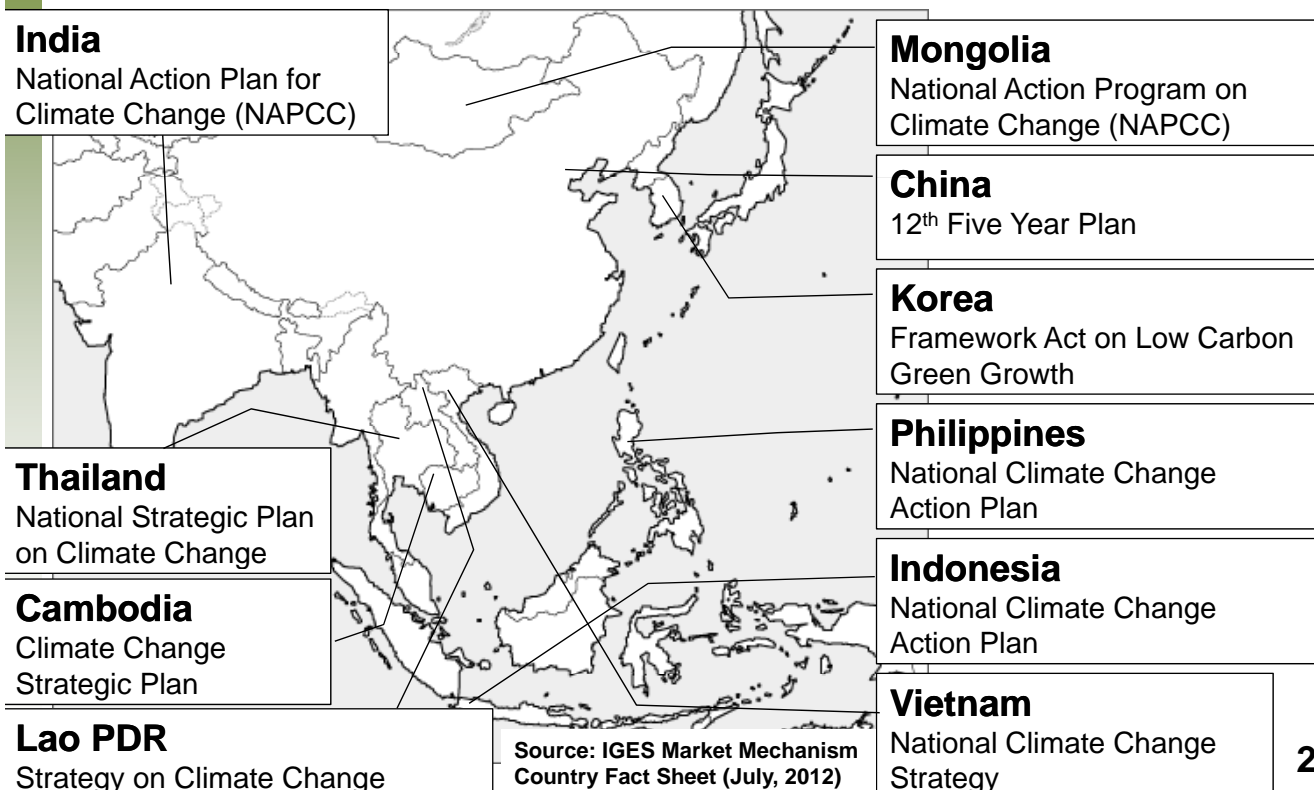 India
National Action Plan for
Climate Change (NAPCC)
Thailand
National Strategic Plan
on Climate Change
Cambodia
Climate Change
Strategic Plan
Lao PDR
Strategy on Climate Change
Mongolia
National Action Program on
Climate Change (NAPCC)
China
12th Five Year Plan
Korea
Framework Act on Low Carbon
Green Growth
Philippines
National Climate Change
Action Plan
Indonesia
National Climate Change
Action Plan
Vietnam
National Climate Change
Strategy
Source: IGES Market Mechanism
Country Fact Sheet (July, 2012)
2